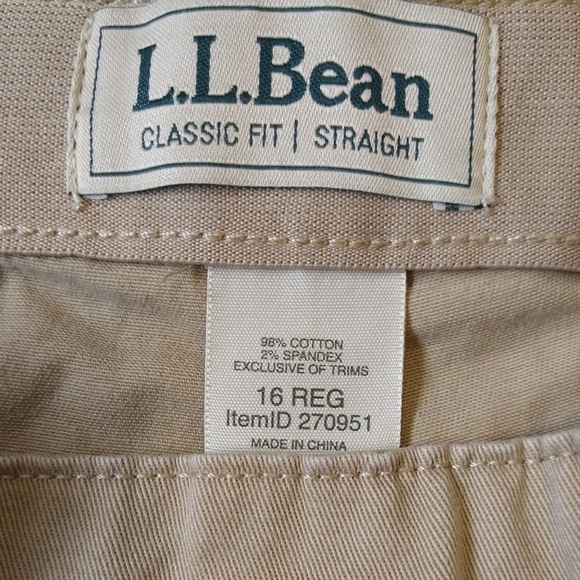 L.L.Bean
CLASSIC FIT | STRAIGHT
98% COTTON
2% SPANDEX
EXCLUSIVE OF TRIMS
16 REG
ItemID 270951
MADE IN CHINA